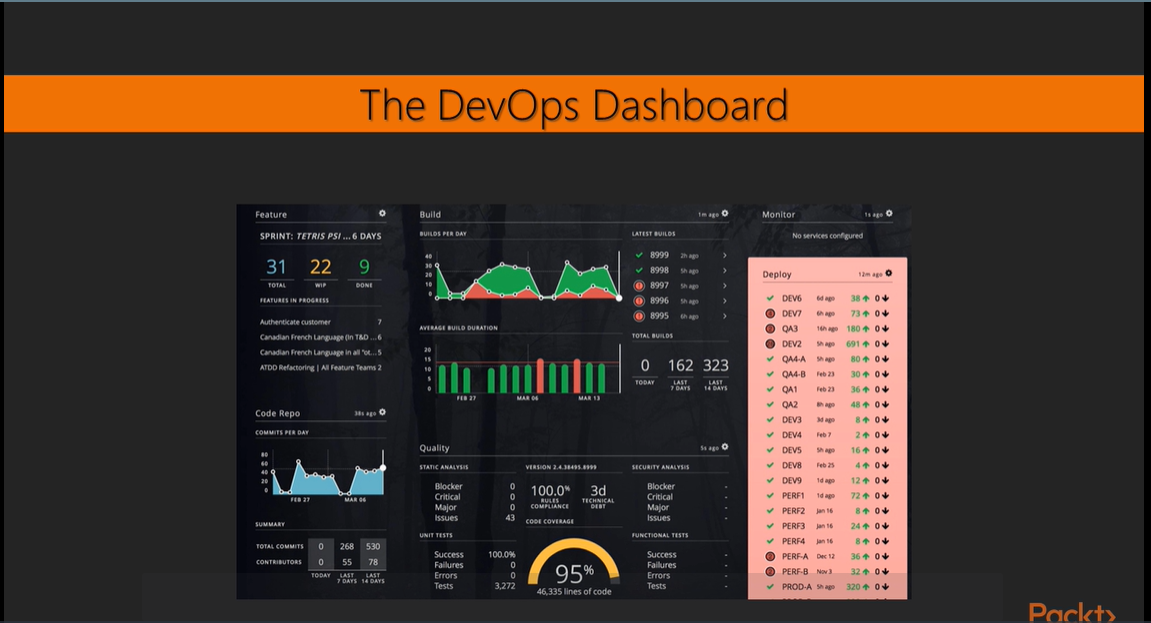 The DevOps Dashboard
Feature
SPRINT: TETRIS PSI ... 6 DAYS
31 22 9
TOTAL WIP DONE
FEATURES IN PROGRESS
Authenticate customer 7
Canadian French Language (In T&D ... 6
Canadian French Language in all "ot... 5
ATDD Refactoring | All Feature Teams 2
Code Repo 38s ago
COMMITS PER DAY
80
60
40
20
0
FEB 27 MAR 06
SUMMARY
TOTAL COMMITS 0 268 530
CONTRIBUTORS 0 55 78
TODAY LAST 7 DAYS LAST 14 DAYS
Build 1m ago
BUILDS PER DAY
40
30
20
10
0
AVERAGE BUILD DURATION
20
15
10
5
0
FEB 27 MAR 06 MAR 13
LATEST BUILDS
8999 2h ago
8998 5h ago
8997 5h ago
8996 5h ago
8995 6h ago
TOTAL BUILDS
0 162 323
TODAY LAST 7 DAYS LAST 14 DAYS
Quality 5s ago
STATIC ANALYSIS
Blocker 0
Critical 0
Major 0
Issues 43
UNIT TESTS
Success 100.0%
Failures 0
Errors 0
Tests 3,272
VERSION 2.4.38495.8999
100.0% 3d
RULES COMPLIANCE TECHNICAL DEBT
CODE COVERAGE
95%
46,335 lines of code
SECURITY ANALYSIS
Blocker -
Critical -
Major -
Issues -
FUNCTIONAL TESTS
Success -
Failures -
Errors -
Tests -
Monitor 1s ago
No services configured
Deploy 12m ago
DEV6 6d ago 38 0
DEV7 6h ago 73 0
QA3 16h ago 180 0
DEV2 5h ago 691 0
QA4-A 5h ago 80 0
QA4-B Feb 23 30 0
QA1 Feb 23 36 0
QA2 8h ago 48 0
DEV3 3d ago 8 0
DEV4 Feb 7 2 0
DEV5 5h ago 16 0
DEV8 Feb 25 4 0
DEV9 1d ago 12 0
PERF1 1d ago 72 0
PERF2 Jan 16 8 0
PERF3 Jan 16 24 0
PERF4 Jan 16 8 0
PERF-A Dec 12 36 0
PERF-B Nov 3 32 0
PROD-A 5h ago 320 0
Packt